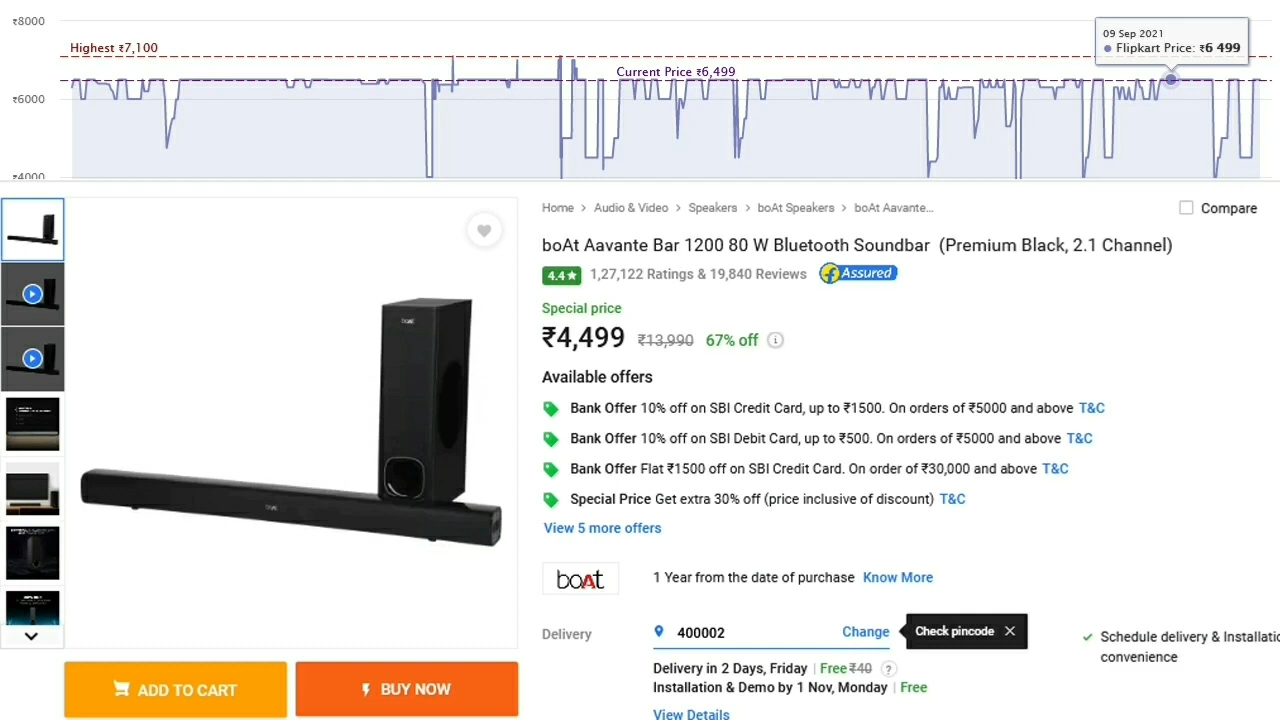 ₹8000
Highest ₹7,100
Current Price ₹6,499
09 Sep 2021
Flipkart Price: ₹6 499
₹6000
₹4000
Home > Audio & Video > Speakers > boAt Speakers > boAt Aavante...
Compare
boAt Aavante Bar 1200 80 W Bluetooth Soundbar (Premium Black, 2.1 Channel)
4.4★ 1,27,122 Ratings & 19,840 Reviews f Assured
Special price
₹4,499 ₹13,990 67% off i
Available offers
Bank Offer 10% off on SBI Credit Card, up to ₹1500. On orders of ₹5000 and above T&C
Bank Offer 10% off on SBI Debit Card, up to ₹500. On orders of ₹5000 and above T&C
Bank Offer Flat ₹1500 off on SBI Credit Card. On order of ₹30,000 and above T&C
Special Price Get extra 30% off (price inclusive of discount) T&C
View 5 more offers
boAt 1 Year from the date of purchase Know More
Delivery 400002 Change Check pincode X
Schedule delivery & Installatio
convenience
Delivery in 2 Days, Friday | Free ₹40 ?
Installation & Demo by 1 Nov, Monday | Free
View Details
ADD TO CART
BUY NOW
boAt
boAt